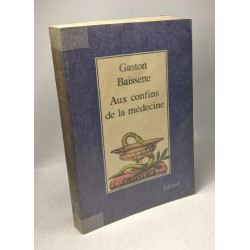 Gaston
Baissette
Aux confins
de la médecine
Julliard